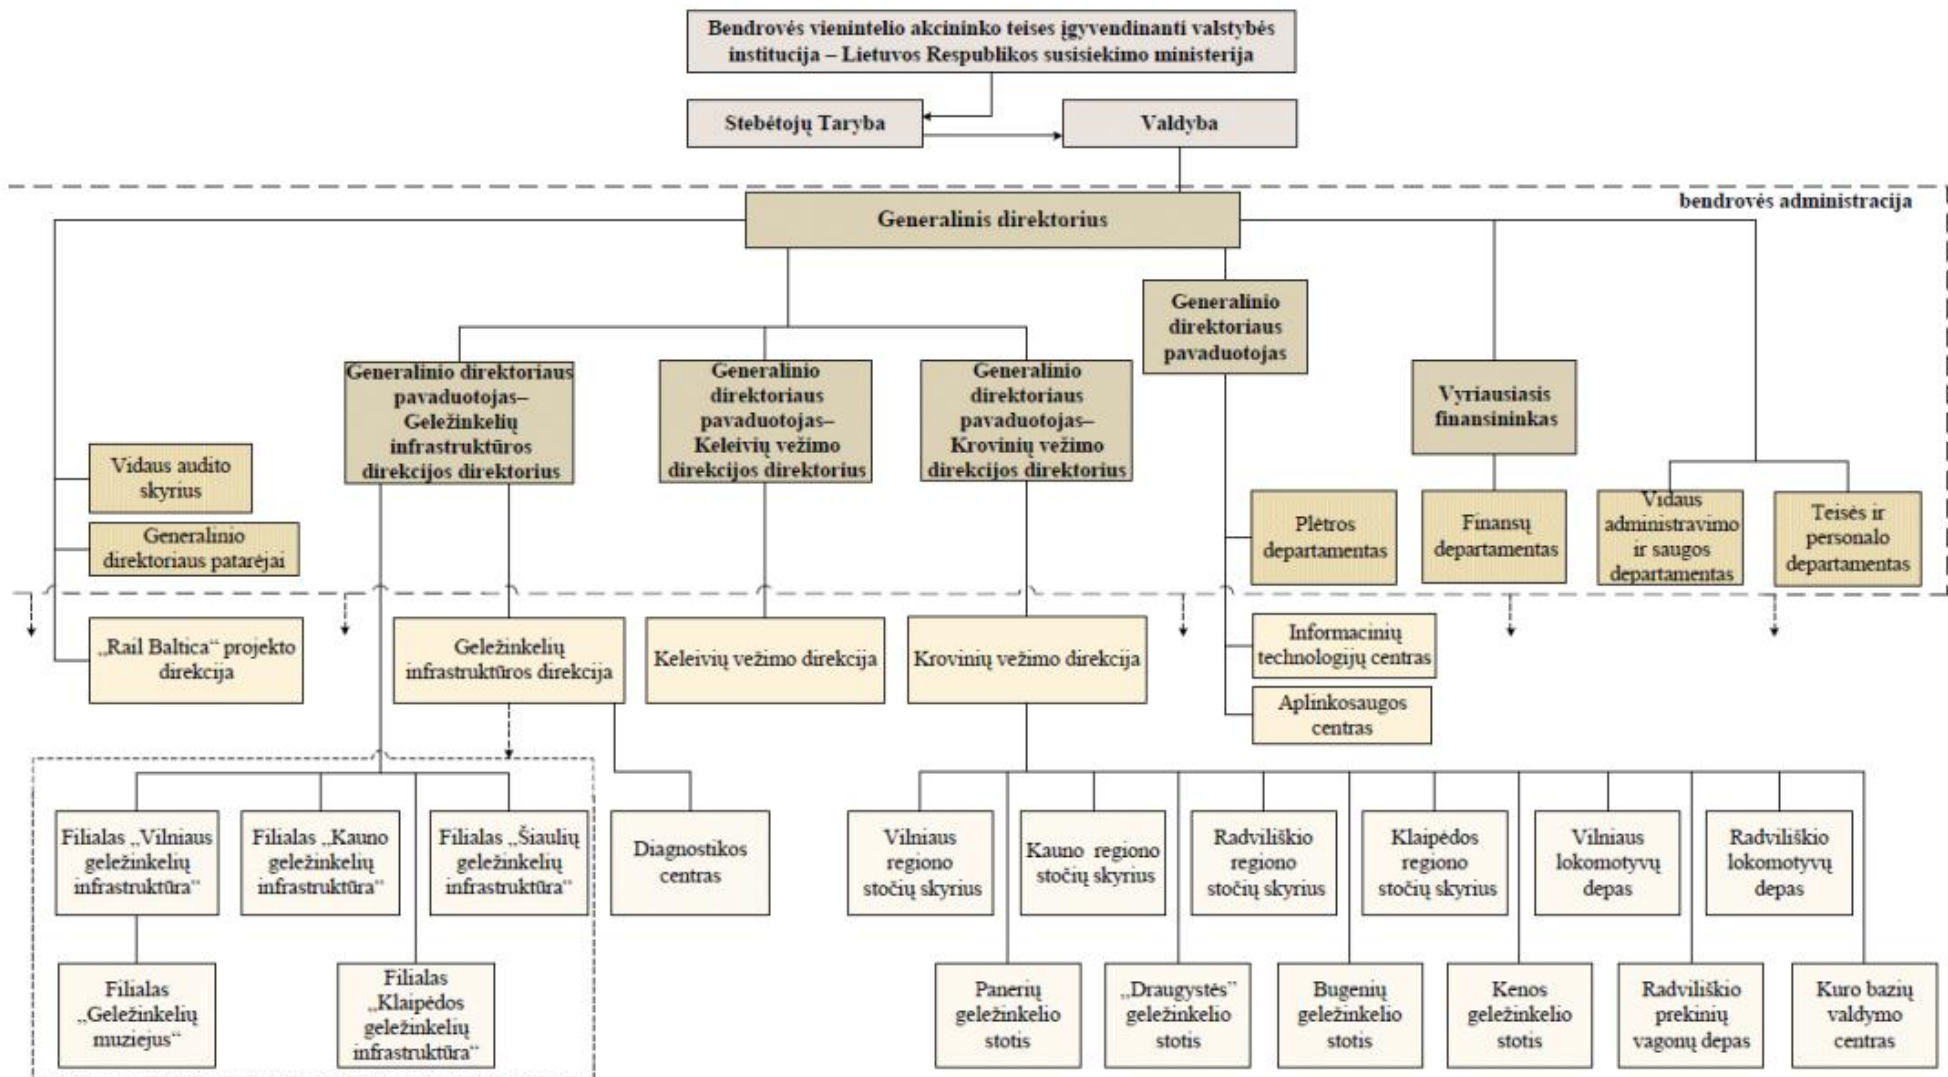 Bendrovės vienintelio akcininko teises įgyvendinanti valstybės
institucija – Lietuvos Respublikos susisiekimo ministerija
Stebėtojų Taryba
Valdyba
bendrovės administracija
Generalinis direktorius
Generalinio
direktoriaus
pavaduotojas
Generalinio direktoriaus
pavaduotojas–
Geležinkelių
infrastruktūros
direkcijos direktorius
Generalinio
direktoriaus
pavaduotojas–
Keleivių vežimo
direkcijos direktorius
Generalinio
direktoriaus
pavaduotojas–
Krovinių vežimo
direkcijos direktorius
Vyriausiasis
finansininkas
Vidaus audito
skyrius
Generalinio
direktoriaus patarėjai
Plėtros
departamentas
Finansų
departamentas
Vidaus
administravimo
ir saugos
departamentas
Teisės ir
personalo
departamentas
„Rail Baltica“ projekto
direkcija
Geležinkelių
infrastruktūros direkcija
Keleivių vežimo direkcija
Krovinių vežimo direkcija
Informacinių
technologijų centras
Aplinkosaugos
centras
Filialas „Vilniaus
geležinkelių
infrastruktūra“
Filialas „Kauno
geležinkelių
infrastruktūra“
Filialas „Šiaulių
geležinkelių
infrastruktūra“
Diagnostikos
centras
Vilniaus
regiono
stočių skyrius
Kauno regiono
stočių skyrius
Radviliškio
regiono
stočių skyrius
Klaipėdos
regiono
stočių skyrius
Vilniaus
lokomotyvų
depas
Radviliškio
lokomotyvų
depas
Filialas
„Geležinkelių
muziejus“
Filialas
„Klaipėdos
geležinkelių
infrastruktūra“
Panerių
geležinkelio
stotis
„Draugystės”
geležinkelio
stotis
Bugenių
geležinkelio
stotis
Kenos
geležinkelio
stotis
Radviliškio
prekinių
vagonų depas
Kuro bazių
valdymo
centras